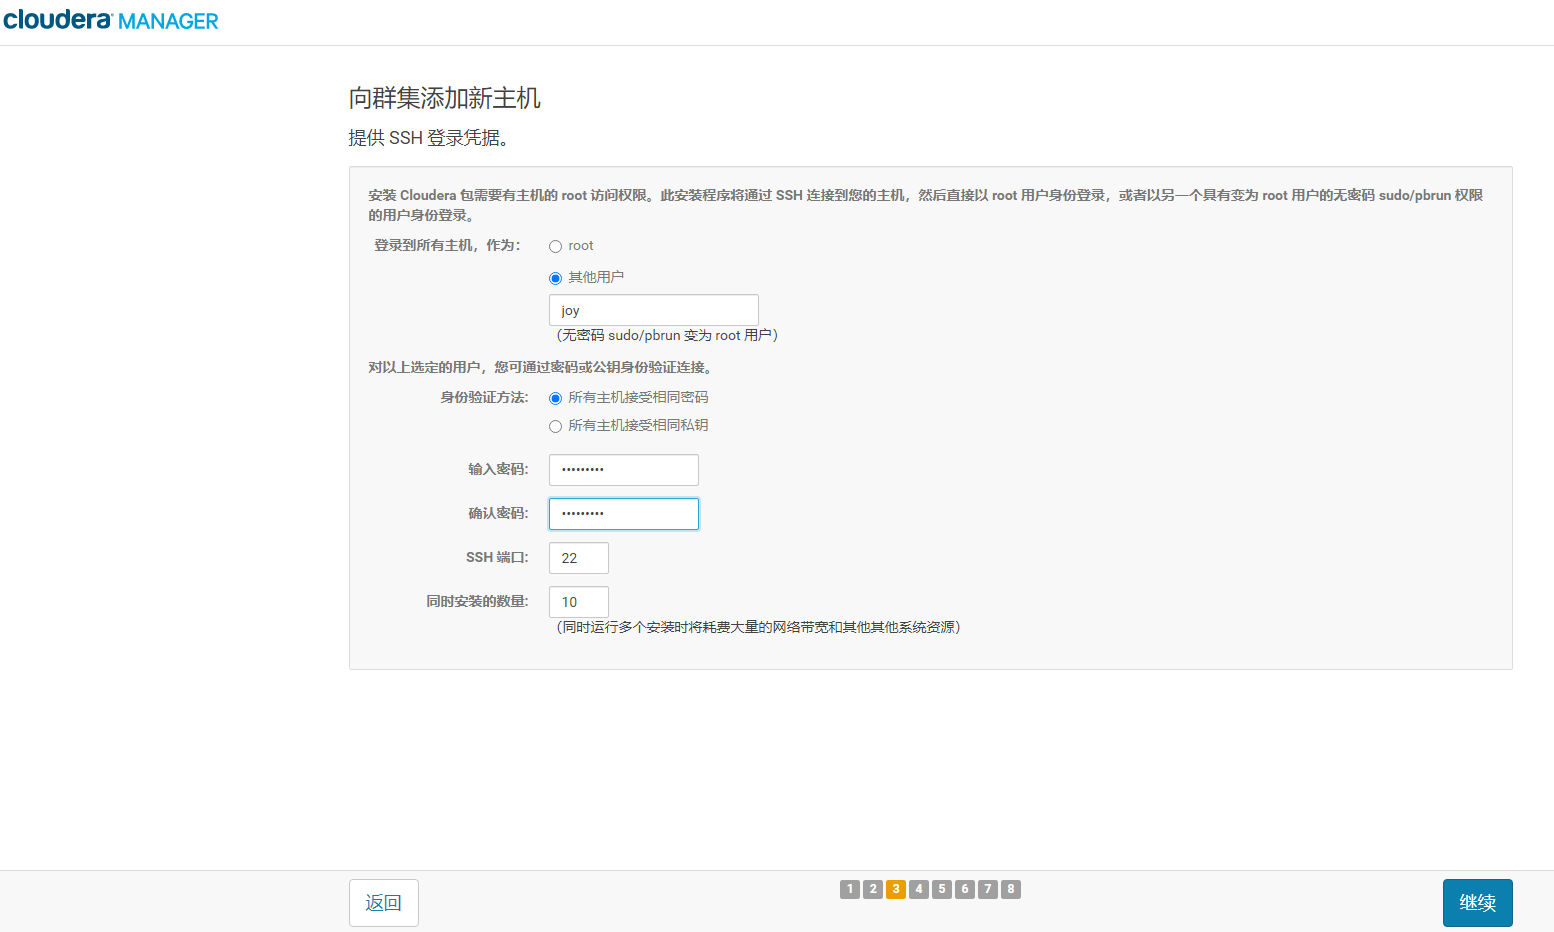 cloudera MANAGER
向群集添加新主机
提供 SSH 登录凭据。
安装 Cloudera 包需要有主机的 root 访问权限。此安装程序将通过 SSH 连接到您的主机，然后直接以 root 用户身份登录，或者以另一个具有变为 root 用户的无密码 sudo/pbrun 权限
的用户身份登录。
登录到所有主机，作为： root
其他用户
joy
（无密码 sudo/pbrun 变为 root 用户）
对以上选定的用户，您可通过密码或公钥身份验证连接。
身份验证方法: 所有主机接受相同密码
所有主机接受相同私钥
输入密码: •••••••••
确认密码: •••••••••
SSH 端口: 22
同时安装的数量: 10
（同时运行多个安装时将耗费大量的网络带宽和其他其他系统资源）
返回 1 2 3 4 5 6 7 8 继续